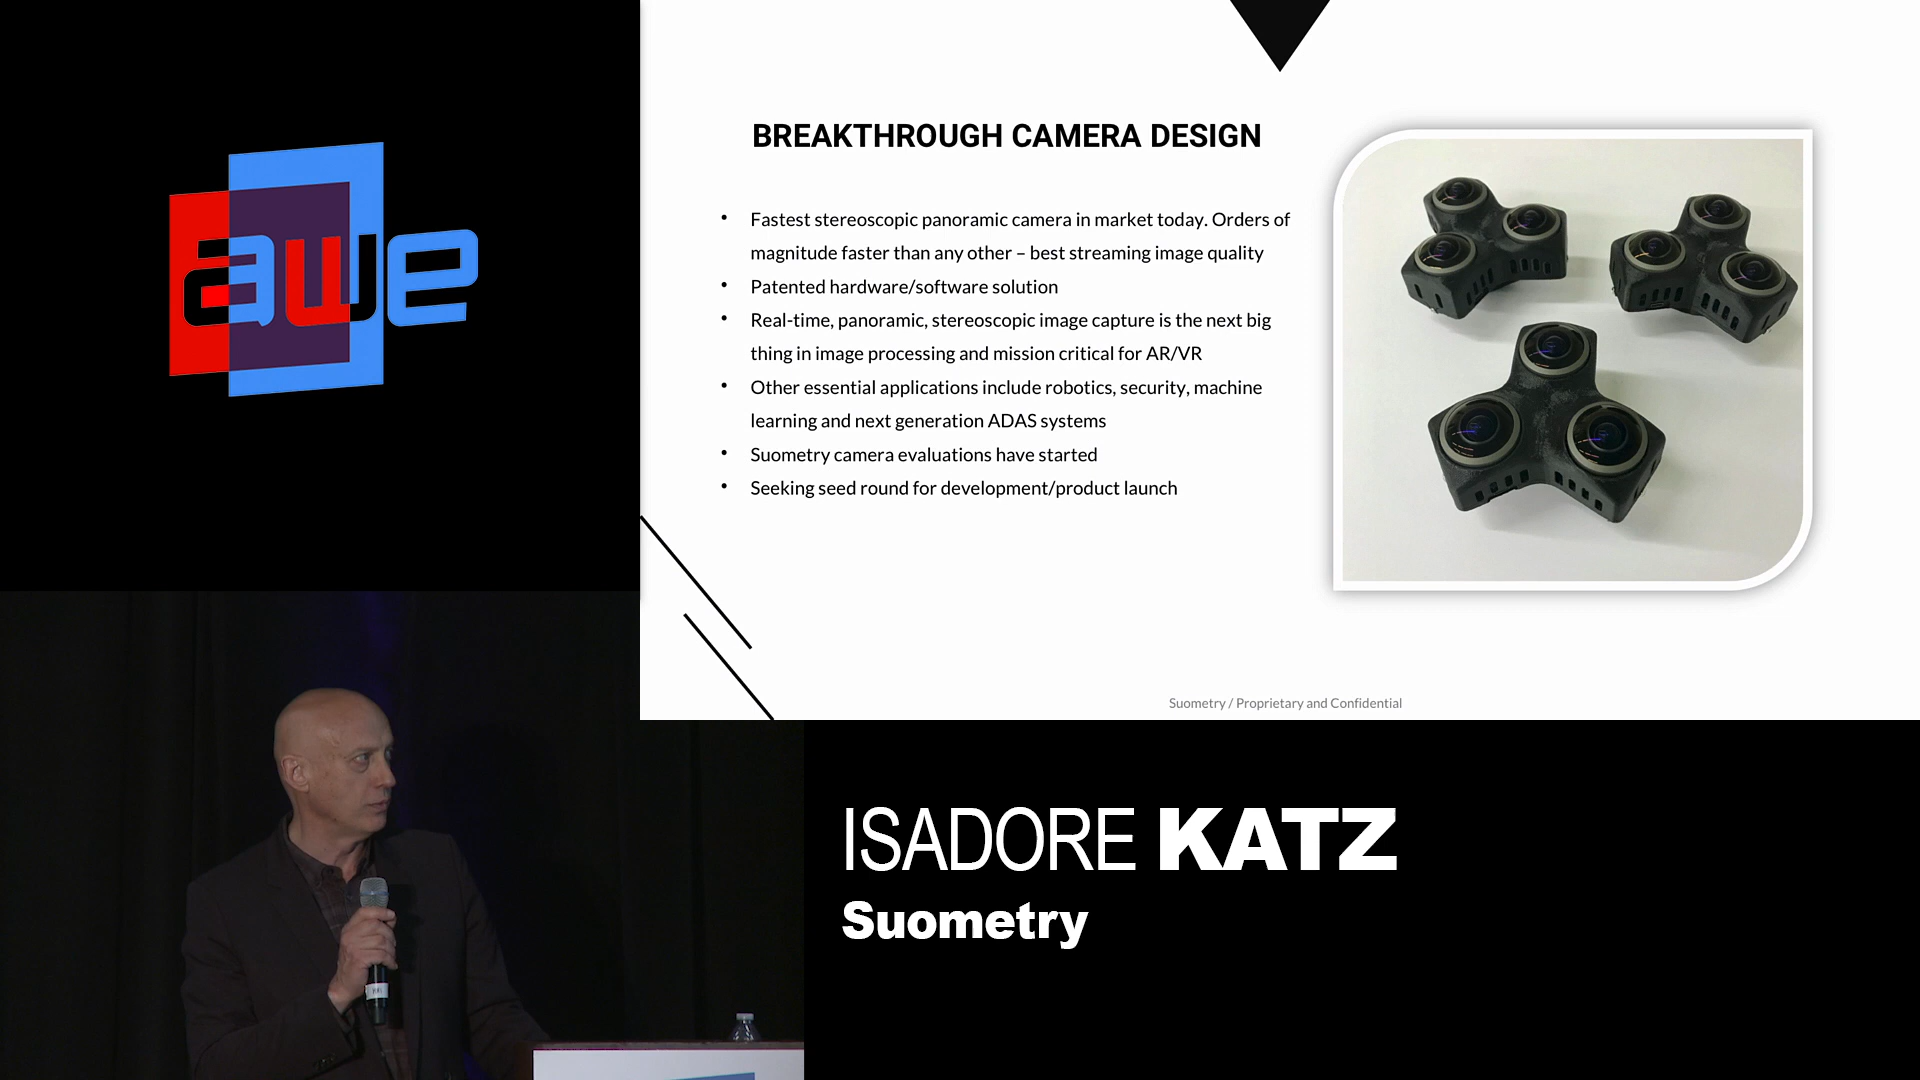 awe
BREAKTHROUGH CAMERA DESIGN
• Fastest stereoscopic panoramic camera in market today. Orders of
magnitude faster than any other – best streaming image quality
• Patented hardware/software solution
• Real-time, panoramic, stereoscopic image capture is the next big
thing in image processing and mission critical for AR/VR
• Other essential applications include robotics, security, machine
learning and next generation ADAS systems
• Suometry camera evaluations have started
• Seeking seed round for development/product launch
Suometry / Proprietary and Confidential
ISADORE KATZ
Suometry